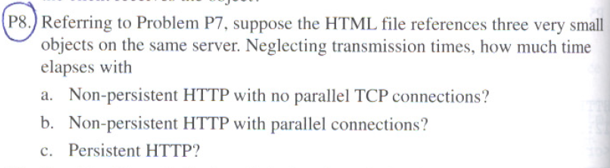 P8. Referring to Problem P7, suppose the HTML file references three very small
objects on the same server. Neglecting transmission times, how much time
elapses with
a. Non-persistent HTTP with no parallel TCP connections?
b. Non-persistent HTTP with parallel connections?
c. Persistent HTTP?